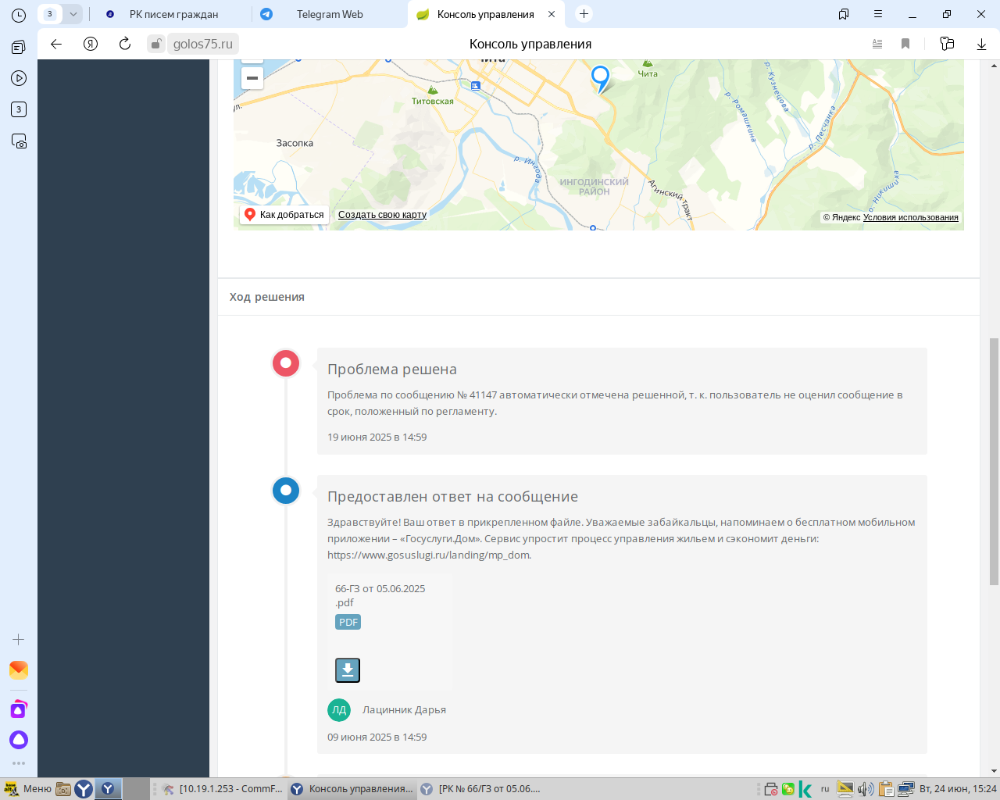 3
РК писем граждан
Telegram Web
Консоль управления
golos75.ru
Консоль управления
3
Чита
Чита
Титовская
ул.
Засопка
р. Ингода
ИНГОДИНСКИЙ
РАЙОН
Агинский тракт
р. Ромашкина
р. Кузнецова
р. Песчанка
р. Никишиха
Как добраться
Создать свою карту
© Яндекс Условия использования
Ход решения
Проблема решена
Проблема по сообщению № 41147 автоматически отмечена решенной, т. к. пользователь не оценил сообщение в
срок, положенный по регламенту.
19 июня 2025 в 14:59
Предоставлен ответ на сообщение
Здравствуйте! Ваш ответ в прикрепленном файле. Уважаемые забайкальцы, напоминаем о бесплатном мобильном
приложении – «Госуслуги.Дом». Сервис упростит процесс управления жильем и сэкономит деньги:
https://www.gosuslugi.ru/landing/mp_dom.
66-ГЗ от 05.06.2025
.pdf
PDF
ЛД
Лацинник Дарья
09 июня 2025 в 14:59
Меню
[10.19.1.253 - CommF...
Консоль управления...
[РК № 66/ГЗ от 05.06....
ru
Вт, 24 июн, 15:24